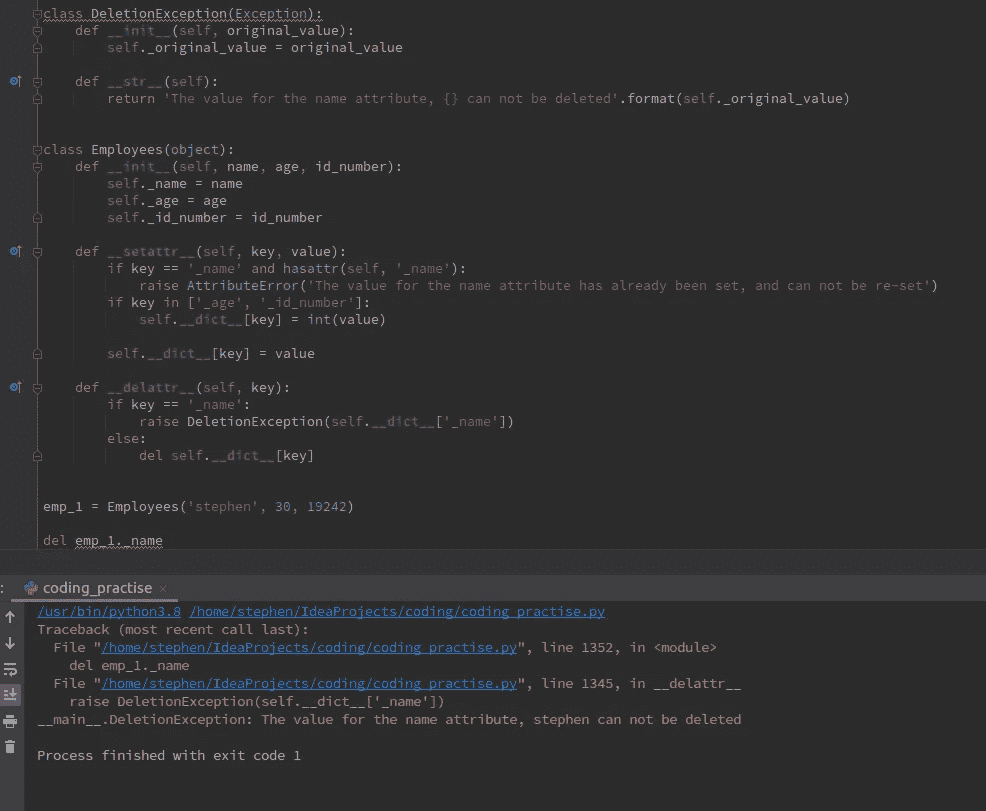 class DeletionException(Exception):
    def __init__(self, original_value):
        self._original_value = original_value

    def __str__(self):
        return 'The value for the name attribute, {} can not be deleted'.format(self._original_value)


class Employees(object):
    def __init__(self, name, age, id_number):
        self._name = name
        self._age = age
        self._id_number = id_number

    def __setattr__(self, key, value):
        if key == '_name' and hasattr(self, '_name'):
            raise AttributeError('The value for the name attribute has already been set, and can not be re-set')
        if key in ['_age', '_id_number']:
            self.__dict__[key] = int(value)

        self.__dict__[key] = value

    def __delattr__(self, key):
        if key == '_name':
            raise DeletionException(self.__dict__['_name'])
        else:
            del self.__dict__[key]


emp_1 = Employees('stephen', 30, 19242)

del emp_1._name
: coding_practise ×
/usr/bin/python3.8 /home/stephen/IdeaProjects/coding/coding_practise.py
Traceback (most recent call last):
  File "/home/stephen/IdeaProjects/coding/coding_practise.py", line 1352, in <module>
    del emp_1._name
  File "/home/stephen/IdeaProjects/coding/coding_practise.py", line 1345, in __delattr__
    raise DeletionException(self.__dict__['_name'])
__main__.DeletionException: The value for the name attribute, stephen can not be deleted

Process finished with exit code 1